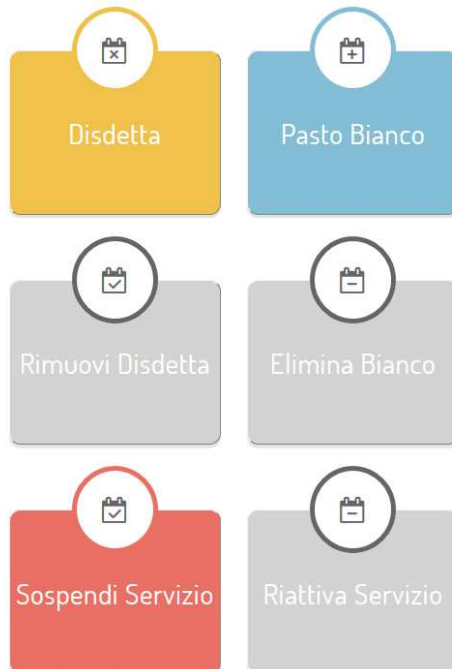 Disdetta
Pasto Bianco
Rimuovi Disdetta
Elimina Bianco
Sospendi Servizio
Riattiva Servizio